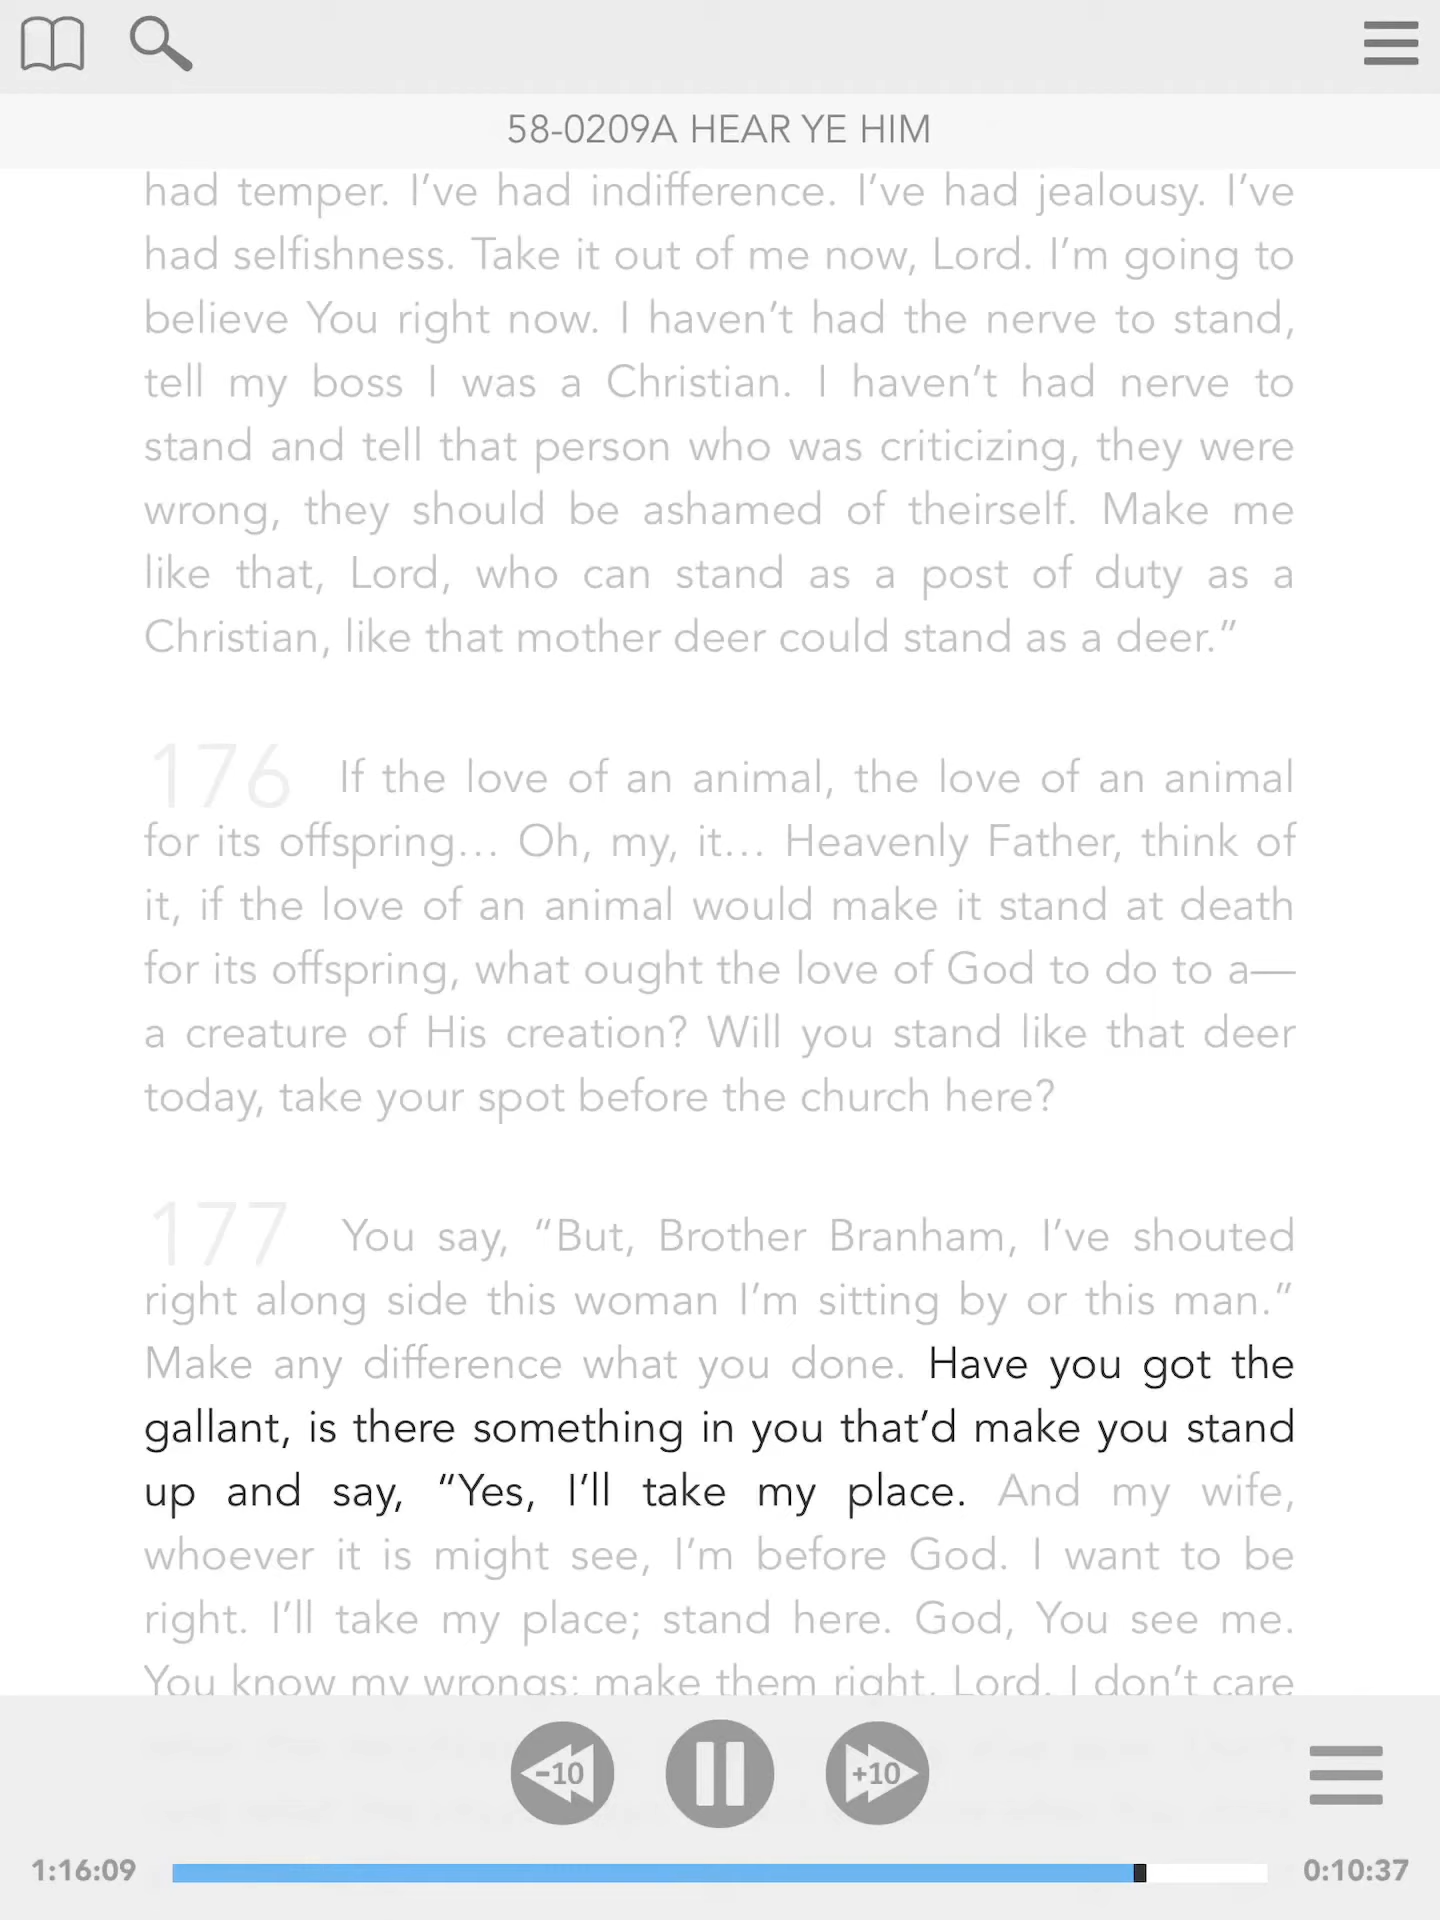 58-0209A HEAR YE HIM
had temper. I’ve had indifference. I’ve had jealousy. I’ve
had selfishness. Take it out of me now, Lord. I’m going to
believe You right now. I haven’t had the nerve to stand,
tell my boss I was a Christian. I haven’t had nerve to
stand and tell that person who was criticizing, they were
wrong, they should be ashamed of theirself. Make me
like that, Lord, who can stand as a post of duty as a
Christian, like that mother deer could stand as a deer.”
176 If the love of an animal, the love of an animal
for its offspring… Oh, my, it… Heavenly Father, think of
it, if the love of an animal would make it stand at death
for its offspring, what ought the love of God to do to a—
a creature of His creation? Will you stand like that deer
today, take your spot before the church here?
177 You say, “But, Brother Branham, I’ve shouted
right along side this woman I’m sitting by or this man.”
Make any difference what you done. Have you got the
gallant, is there something in you that’d make you stand
up and say, “Yes, I’ll take my place. And my wife,
whoever it is might see, I’m before God. I want to be
right. I’ll take my place; stand here. God, You see me.
You know my wrongs; make them right, Lord. I don’t care
-10 +10
1:16:09 0:10:37